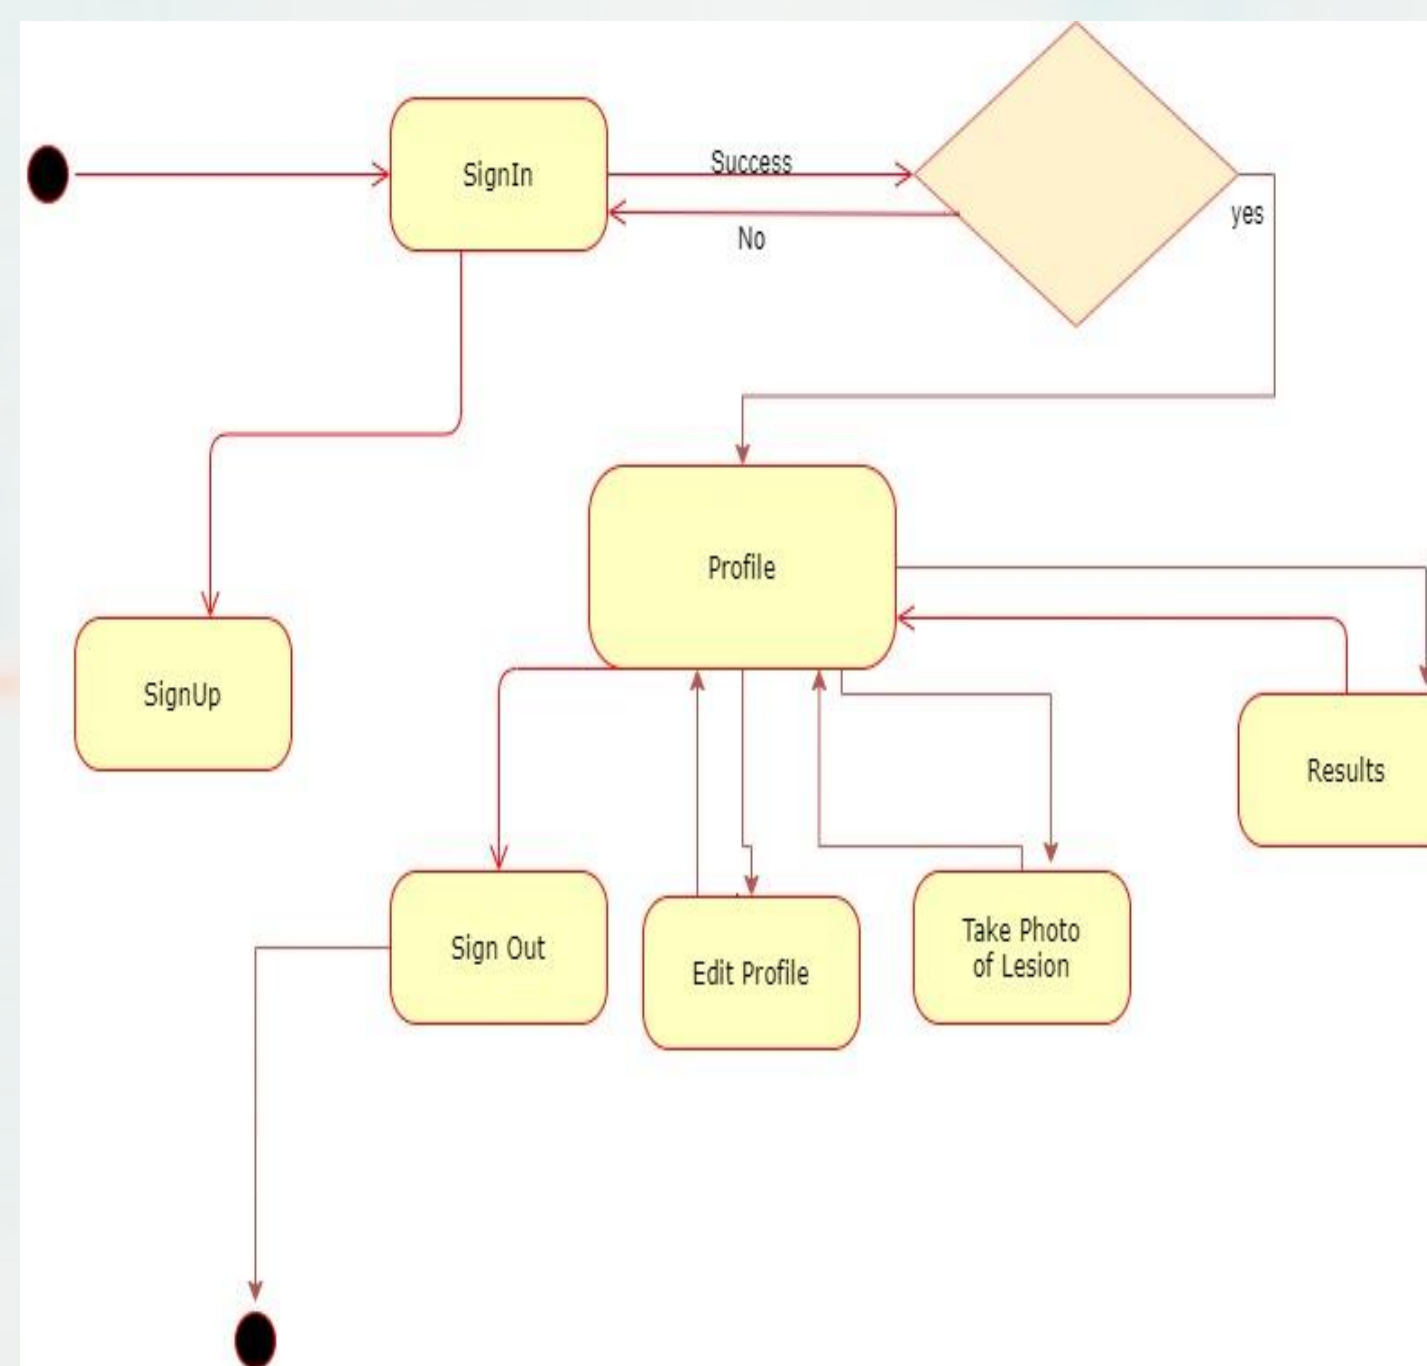 SignIn
Success
No
yes
Profile
SignUp
Results
Sign Out
Edit Profile
Take Photo
of Lesion